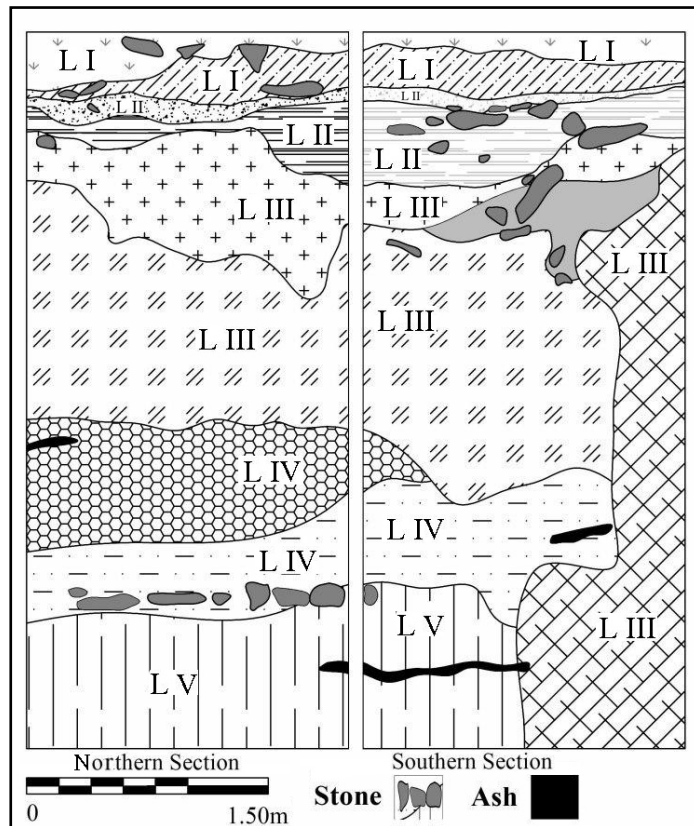 L I
L I
L II
L II
L III
L III
L IV
L IV
L V
L I
L I
L II
L II
L III
L III
L III
L IV
L V
L III
Northern Section
Southern Section
0
1.50m
Stone
Ash